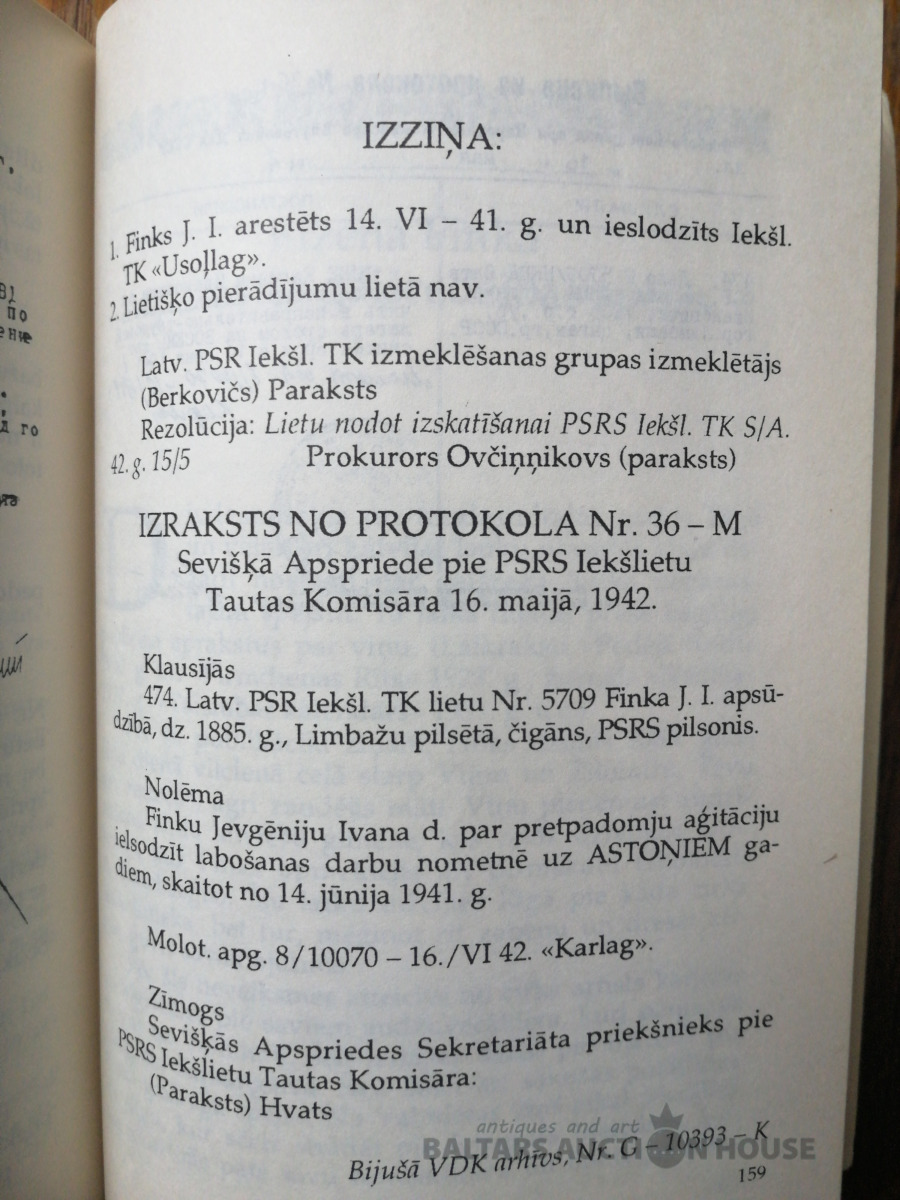 IZZIŅA:
1. Finks J. I. arestēts 14. VI – 41. g. un ieslodzīts Iekšl.
TK «Usoļlag».
2. Lietišķo pierādījumu lietā nav.
Latv. PSR Iekšl. TK izmeklēšanas grupas izmeklētājs
(Berkovičs) Paraksts
Rezolūcija: Lietu nodot izskatīšanai PSRS Iekšl. TK S/A.
42. g. 15/5 Prokurors Ovčiņņikovs (paraksts)
IZRAKSTS NO PROTOKOLA Nr. 36 – M
Sevišķā Apspriede pie PSRS Iekšlietu
Tautas Komisāra 16. maijā, 1942.
Klausījās
474. Latv. PSR Iekšl. TK lietu Nr. 5709 Finka J. I. apsū-
dzībā, dz. 1885. g., Limbažu pilsētā, čigāns, PSRS pilsonis.
Nolēma
Finku Jevgēniju Ivana d. par pretpadomju aģitāciju
ielsodzīt labošanas darbu nometnē uz ASTOŅIEM ga-
diem, skaitot no 14. jūnija 1941. g.
Molot. apg. 8/10070 – 16./VI 42. «Karlag».
Zīmogs
Sevišķās Apspriedes Sekretariāta priekšnieks pie
PSRS Iekšlietu Tautas Komisāra:
(Paraksts) Hvats
antiques and art
BALTARS AUCTION HOUSE
Bijušā VDK arhīvs, Nr. G – 10393 – K
159